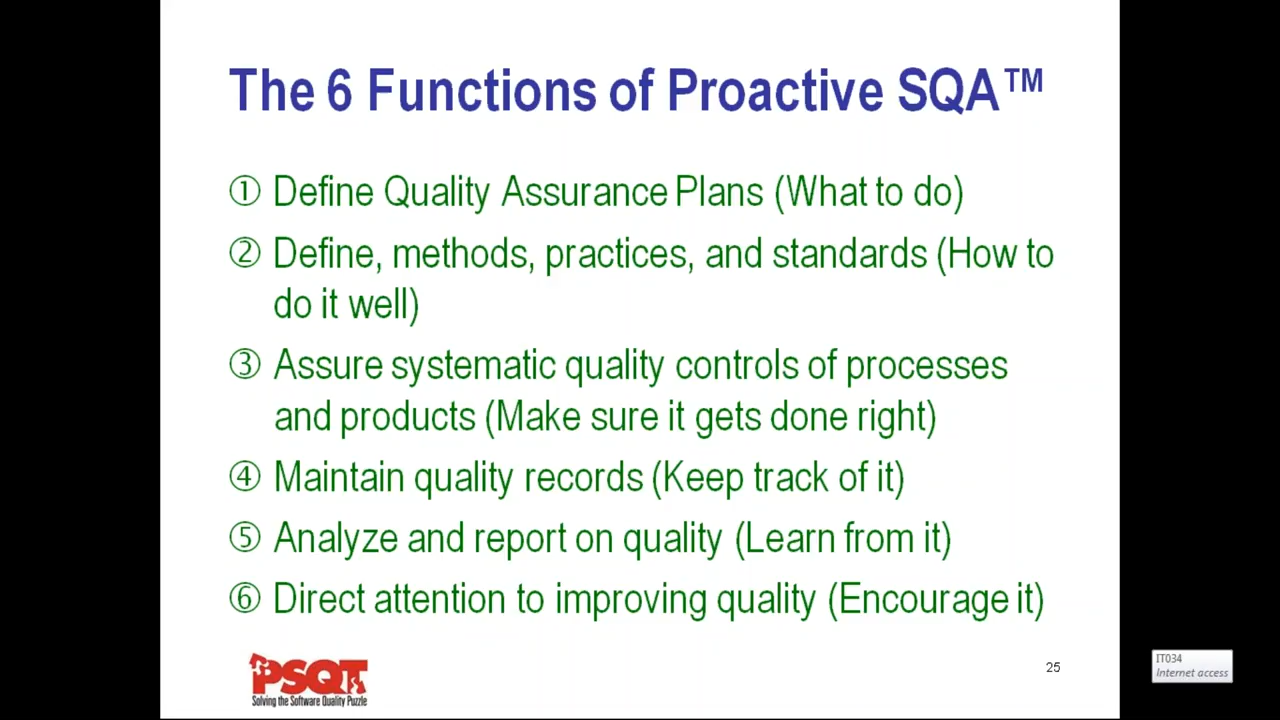 The 6 Functions of Proactive SQA™
① Define Quality Assurance Plans (What to do)
② Define, methods, practices, and standards (How to
do it well)
③ Assure systematic quality controls of processes
and products (Make sure it gets done right)
④ Maintain quality records (Keep track of it)
⑤ Analyze and report on quality (Learn from it)
⑥ Direct attention to improving quality (Encourage it)
PSQT
Solving the Software Quality Puzzle
25
IT034
Internet access